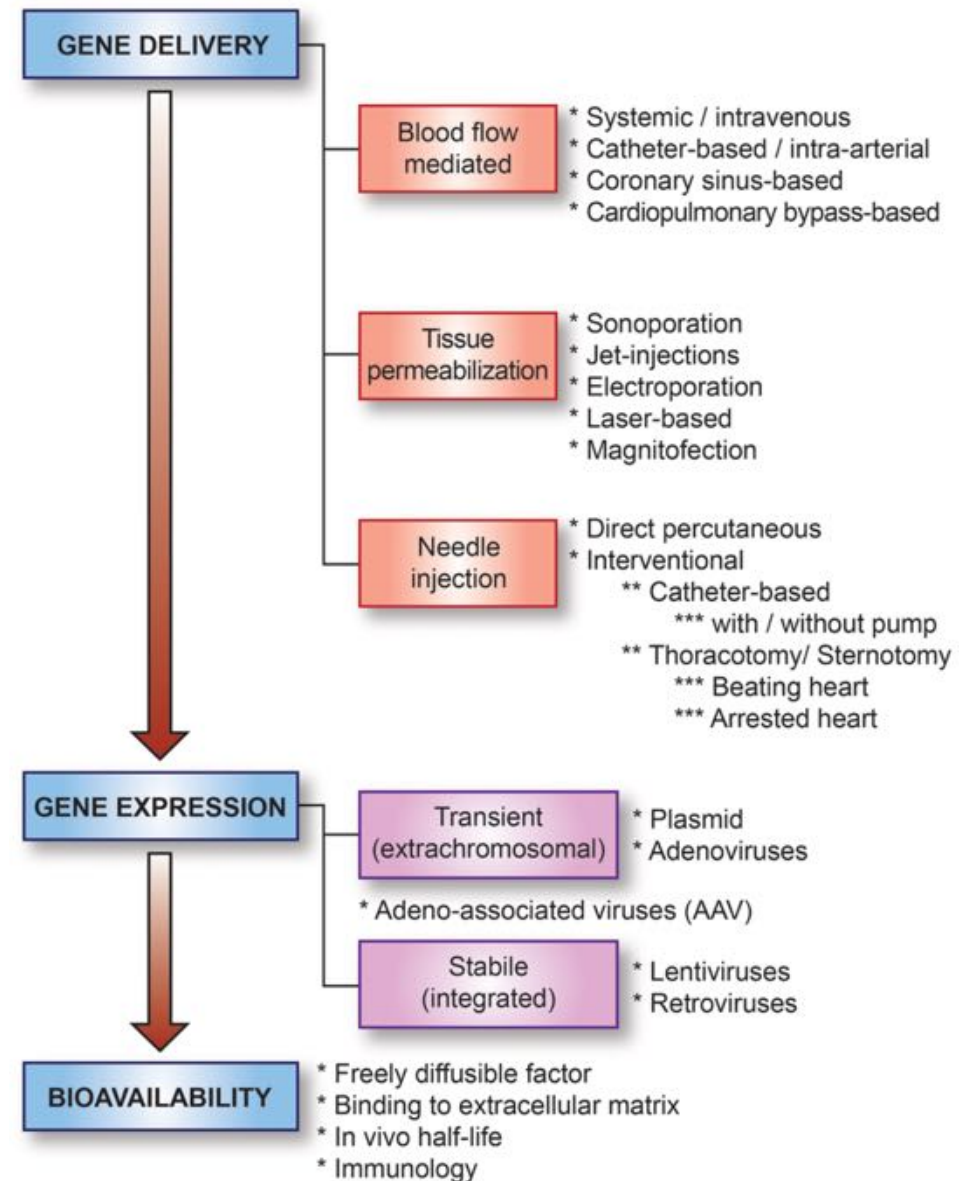 GENE DELIVERY
Blood flow
mediated
* Systemic / intravenous
* Catheter-based / intra-arterial
* Coronary sinus-based
* Cardiopulmonary bypass-based
Tissue
permeabilization
* Sonoporation
* Jet-injections
* Electroporation
* Laser-based
* Magnitofection
Needle
injection
* Direct percutaneous
* Interventional
** Catheter-based
*** with / without pump
** Thoracotomy/ Sternotomy
*** Beating heart
*** Arrested heart
GENE EXPRESSION
Transient
(extrachromosomal)
* Plasmid
* Adenoviruses
* Adeno-associated viruses (AAV)
Stabile
(integrated)
* Lentiviruses
* Retroviruses
BIOAVAILABILITY
* Freely diffusible factor
* Binding to extracellular matrix
* In vivo half-life
* Immunology